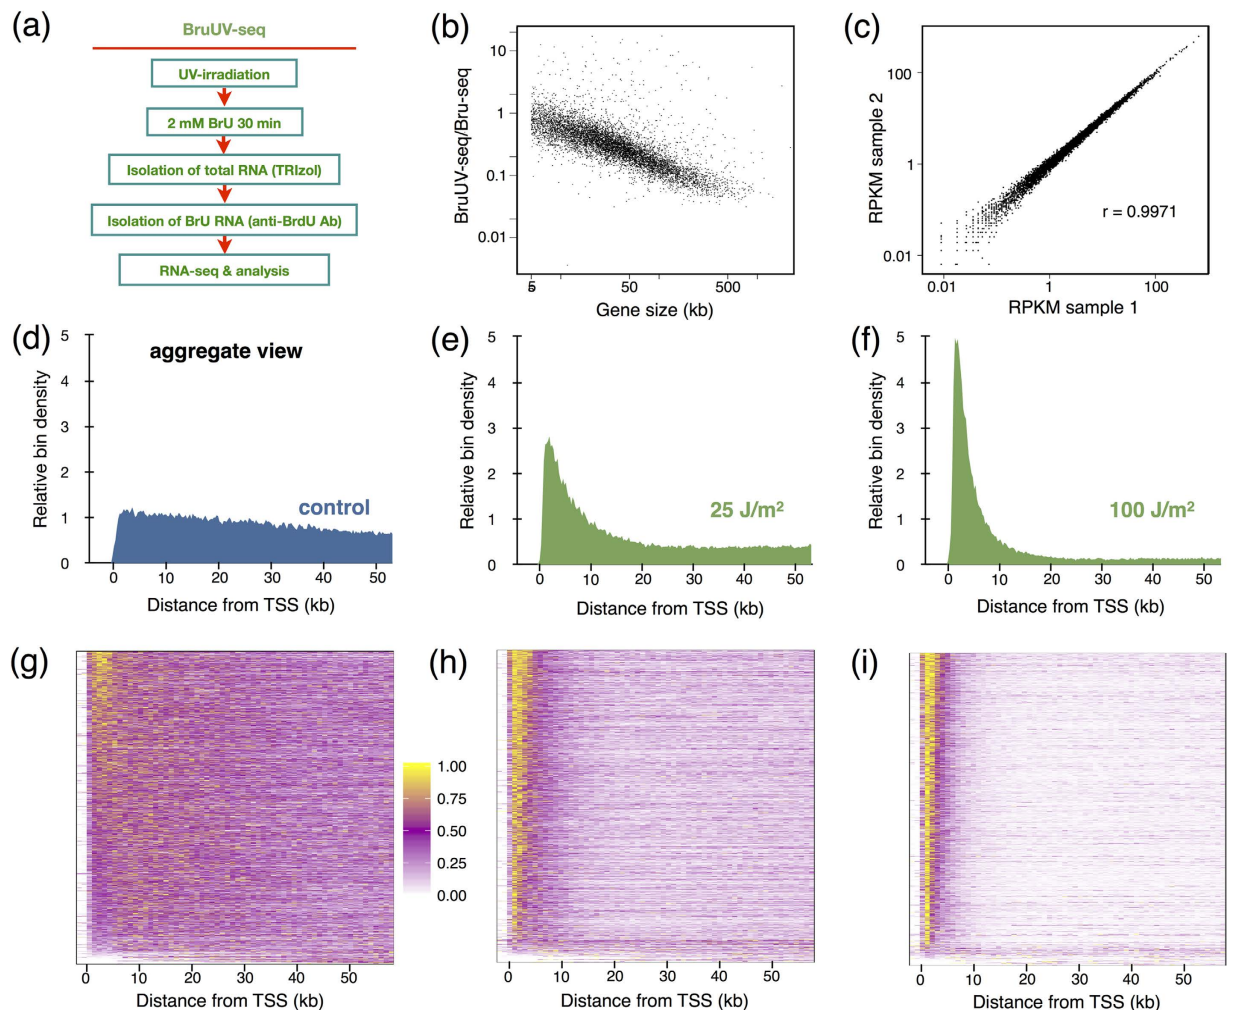 (a)
BruUV-seq
UV-irradiation
2 mM BrU 30 min
Isolation of total RNA (TRIzol)
Isolation of BrU RNA (anti-BrdU Ab)
RNA-seq & analysis
(b)
BruUV-seq/Bru-seq
10
1
0.1
0.01
5
50
500
Gene size (kb)
(c)
RPKM sample 2
100
1
0.01
r = 0.9971
0.01
1
100
RPKM sample 1
(d)
Relative bin density
5
4
3
2
1
0
aggregate view
control
0
10
20
30
40
50
Distance from TSS (kb)
(e)
Relative bin density
5
4
3
2
1
0
25 J/m²
0
10
20
30
40
50
Distance from TSS (kb)
(f)
Relative bin density
5
4
3
2
1
0
100 J/m²
0
10
20
30
40
50
Distance from TSS (kb)
(g)
0
10
20
30
40
50
Distance from TSS (kb)
1.00
0.75
0.50
0.25
0.00
(h)
0
10
20
30
40
50
Distance from TSS (kb)
(i)
0
10
20
30
40
50
Distance from TSS (kb)